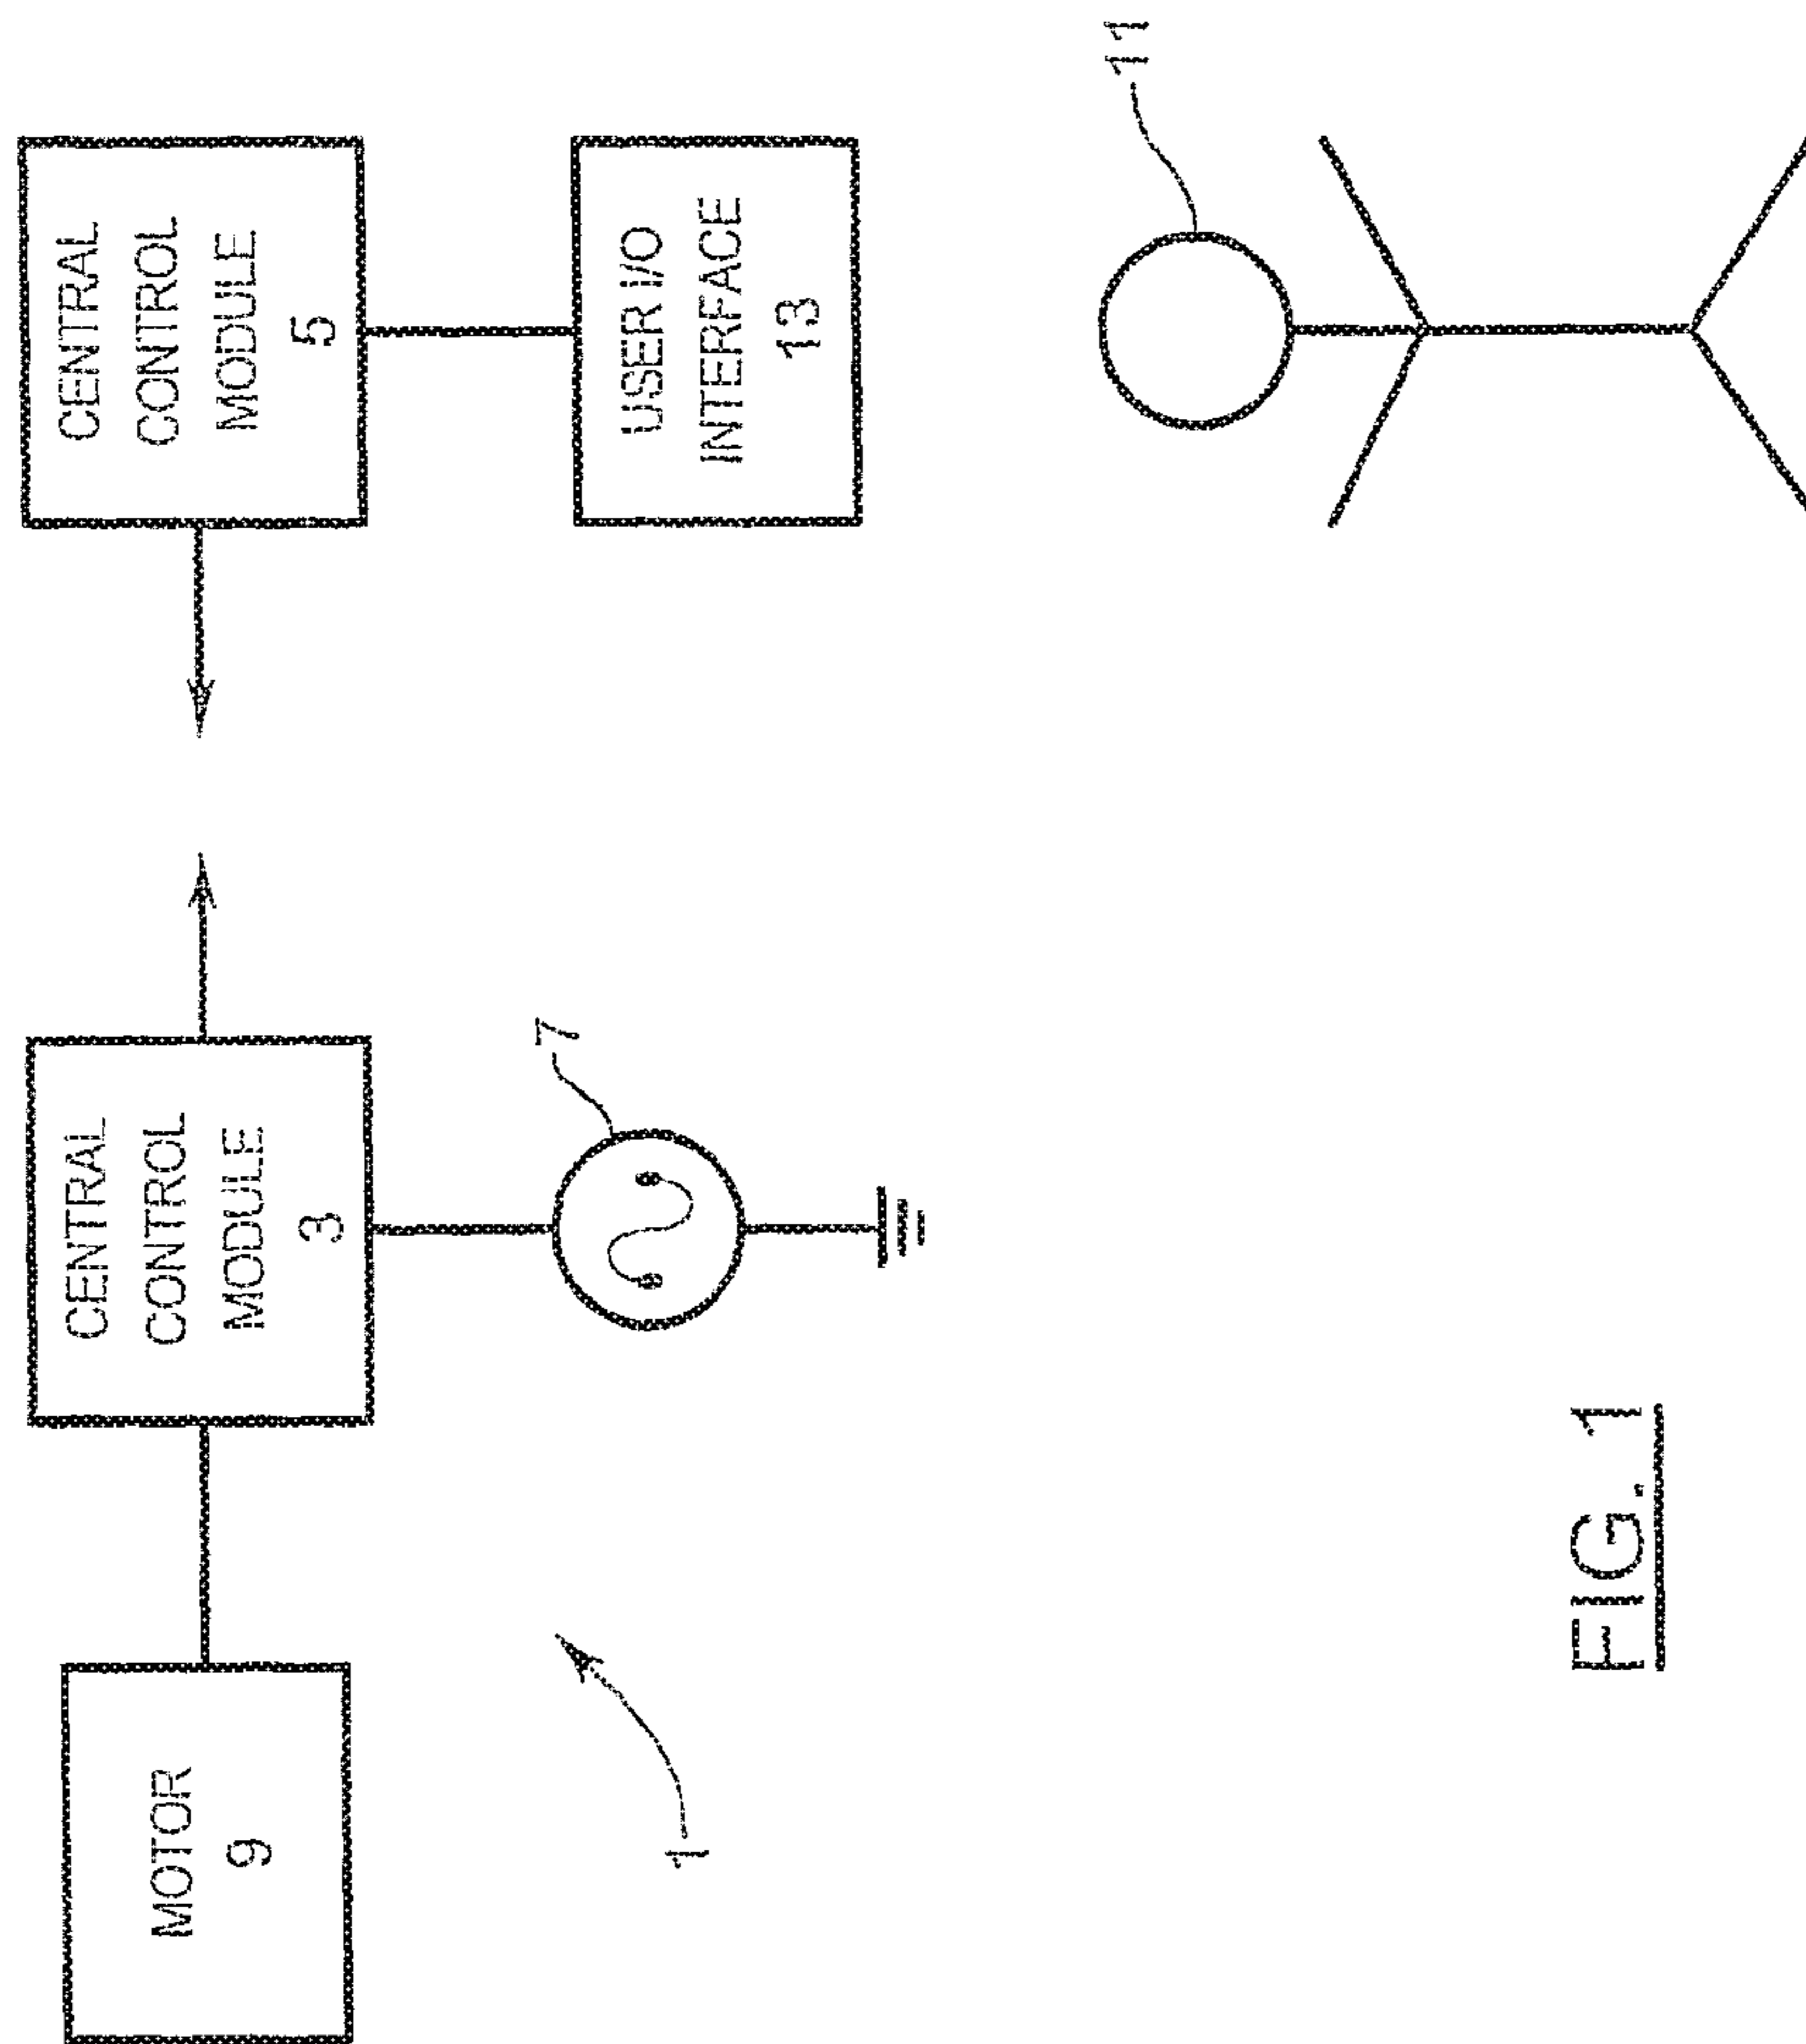 MOTOR
9
CENTRAL
CONTROL
MODULE
3
CENTRAL
CONTROL
MODULE
5
7
USER I/O
INTERFACE
13
1
11
FIG. 1